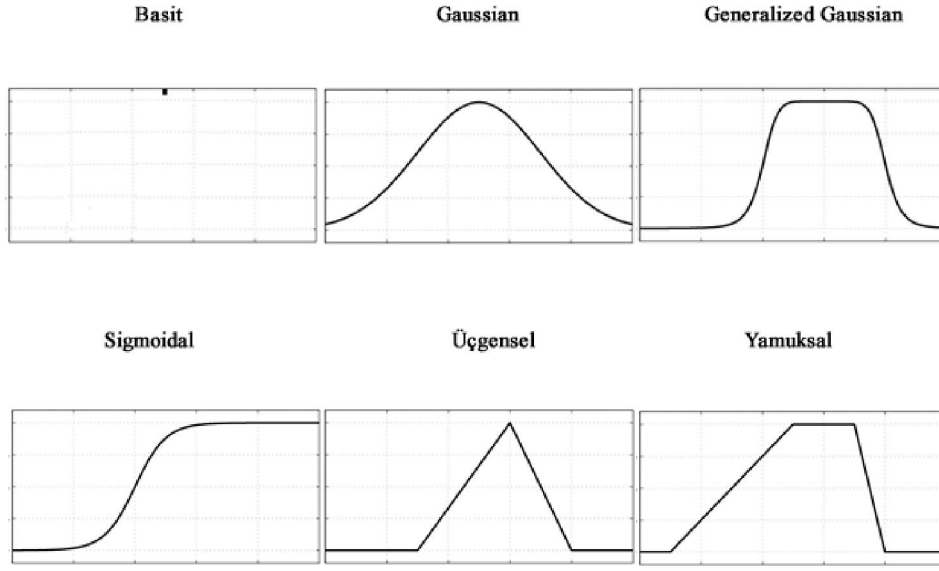 Basit
Gaussian
Generalized Gaussian
Sigmoidal
Üçgensel
Yamuksal